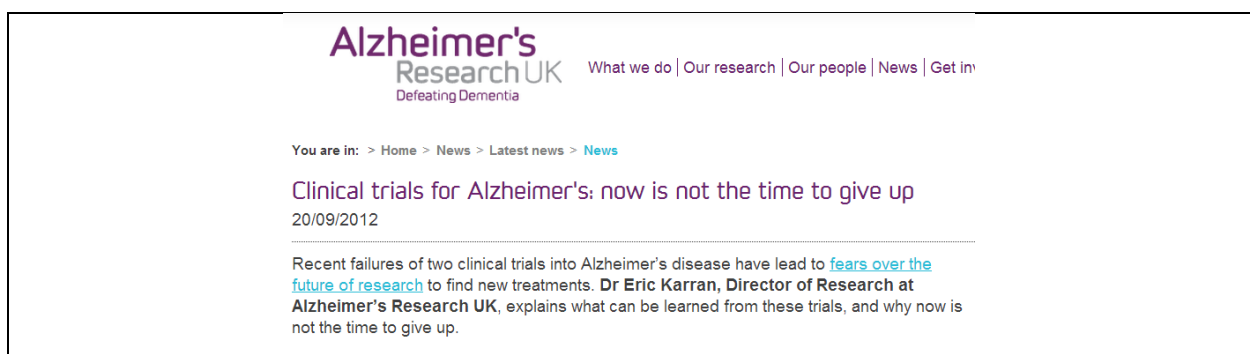 Alzheimer's
Research UK
Defeating Dementia
What we do | Our research | Our people | News | Get
You are in: > Home > News > Latest news > News
Clinical trials for Alzheimer's: now is not the time to give up
20/09/2012
Recent failures of two clinical trials into Alzheimer's disease have lead to fears over the
future of research to find new treatments. Dr Eric Karran, Director of Research at
Alzheimer's Research UK, explains what can be learned from these trials, and why now is
not the time to give up.